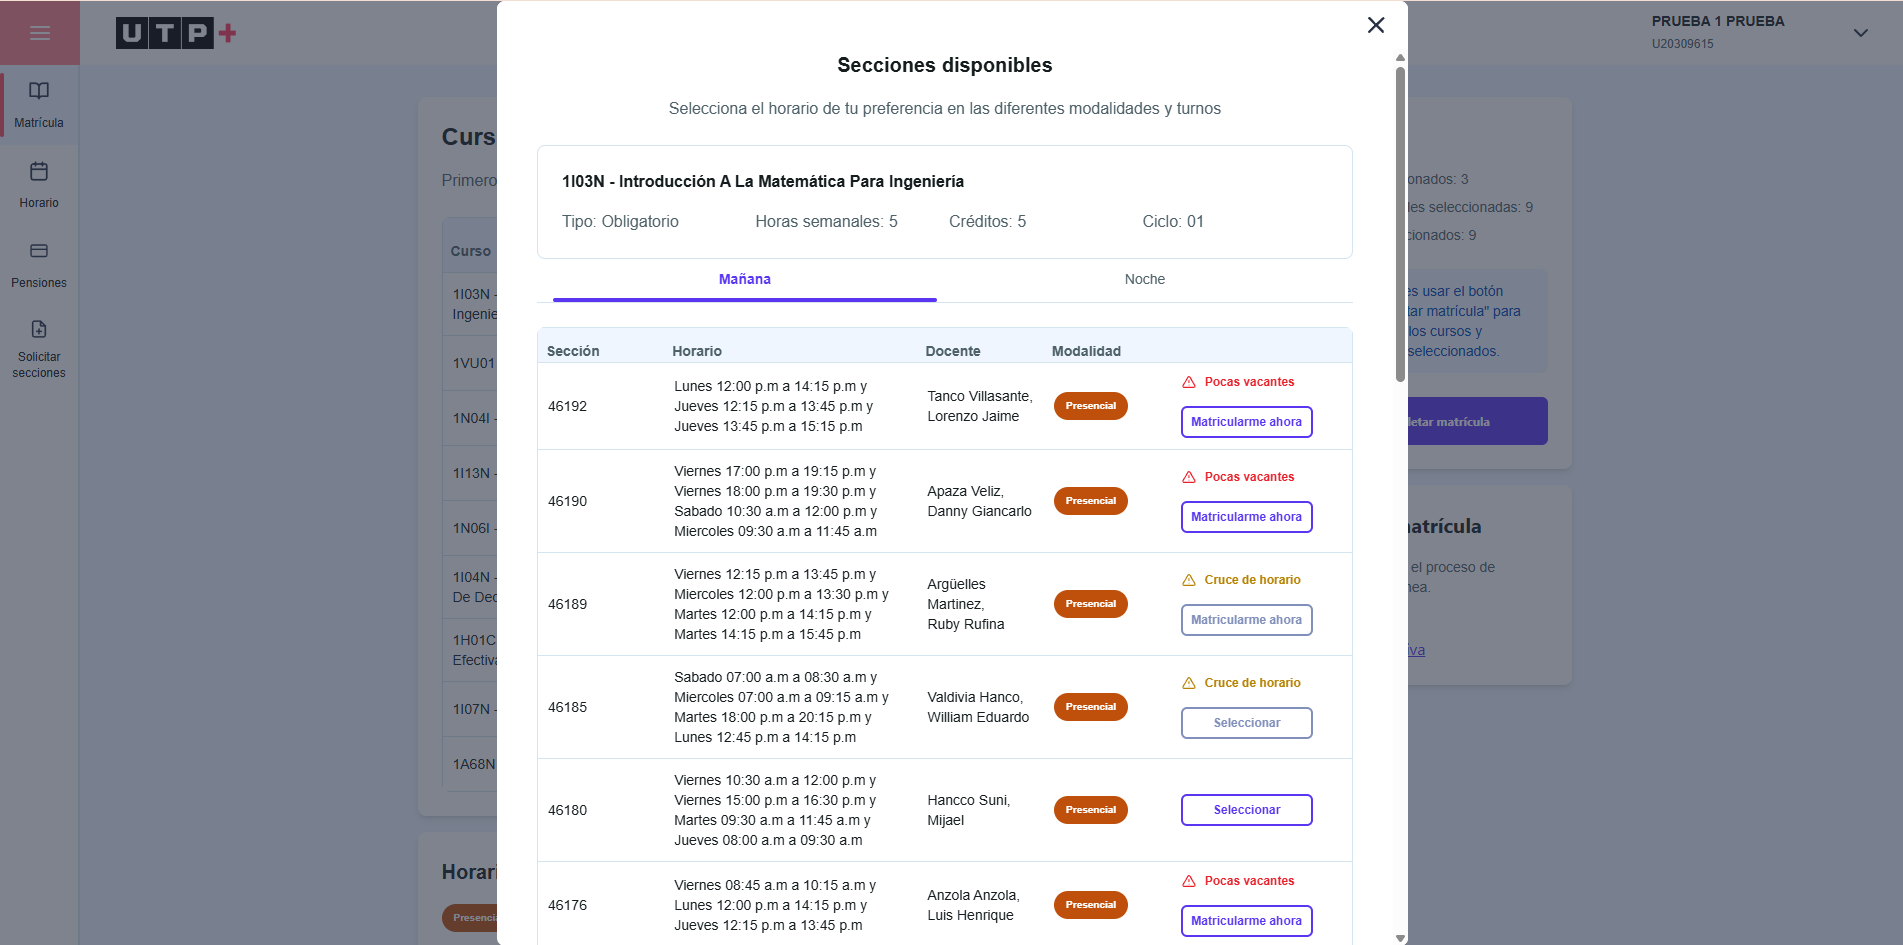 UTP+
PRUEBA 1 PRUEBA
U20309615
Matrícula
Horario
Pensiones
Solicitar
secciones
Curs
Primero
Curso
1I03N -
Ingenie
1VU01
1N04I -
1I13N -
1N06I -
1I04N -
De Dec
1H01C
Efectiva
1I07N -
1A68N
Horari
Presencia
Secciones disponibles
Selecciona el horario de tu preferencia en las diferentes modalidades y turnos
1I03N - Introducción A La Matemática Para Ingeniería
Tipo: Obligatorio Horas semanales: 5 Créditos: 5 Ciclo: 01
Mañana Noche
Sección Horario Docente Modalidad
46192
Lunes 12:00 p.m a 14:15 p.m y
Jueves 12:15 p.m a 13:45 p.m y
Jueves 13:45 p.m a 15:15 p.m
Tanco Villasante,
Lorenzo Jaime
Presencial
Pocas vacantes
Matricularme ahora
46190
Viernes 17:00 p.m a 19:15 p.m y
Viernes 18:00 p.m a 19:30 p.m y
Sabado 10:30 a.m a 12:00 p.m y
Miercoles 09:30 a.m a 11:45 a.m
Apaza Veliz,
Danny Giancarlo
Presencial
Pocas vacantes
Matricularme ahora
46189
Viernes 12:15 p.m a 13:45 p.m y
Miercoles 12:00 p.m a 13:30 p.m y
Martes 12:00 p.m a 14:15 p.m y
Martes 14:15 p.m a 15:45 p.m
Argüelles
Martinez,
Ruby Rufina
Presencial
Cruce de horario
Matricularme ahora
46185
Sabado 07:00 a.m a 08:30 a.m y
Miercoles 07:00 a.m a 09:15 a.m y
Martes 18:00 p.m a 20:15 p.m y
Lunes 12:45 p.m a 14:15 p.m
Valdivia Hanco,
William Eduardo
Presencial
Cruce de horario
Seleccionar
46180
Viernes 10:30 a.m a 12:00 p.m y
Viernes 15:00 p.m a 16:30 p.m y
Martes 09:30 a.m a 11:45 a.m y
Jueves 08:00 a.m a 09:30 a.m
Hancco Suni,
Mijael
Presencial
Seleccionar
46176
Viernes 08:45 a.m a 10:15 a.m y
Lunes 12:00 p.m a 14:15 p.m y
Jueves 12:15 p.m a 13:45 p.m
Anzola Anzola,
Luis Henrique
Presencial
Pocas vacantes
Matricularme ahora
onados: 3
les seleccionadas: 9
cionados: 9
es usar el botón
tar matrícula" para
los cursos y
seleccionados.
letar matrícula
natrícula
el proceso de
nea.
iva